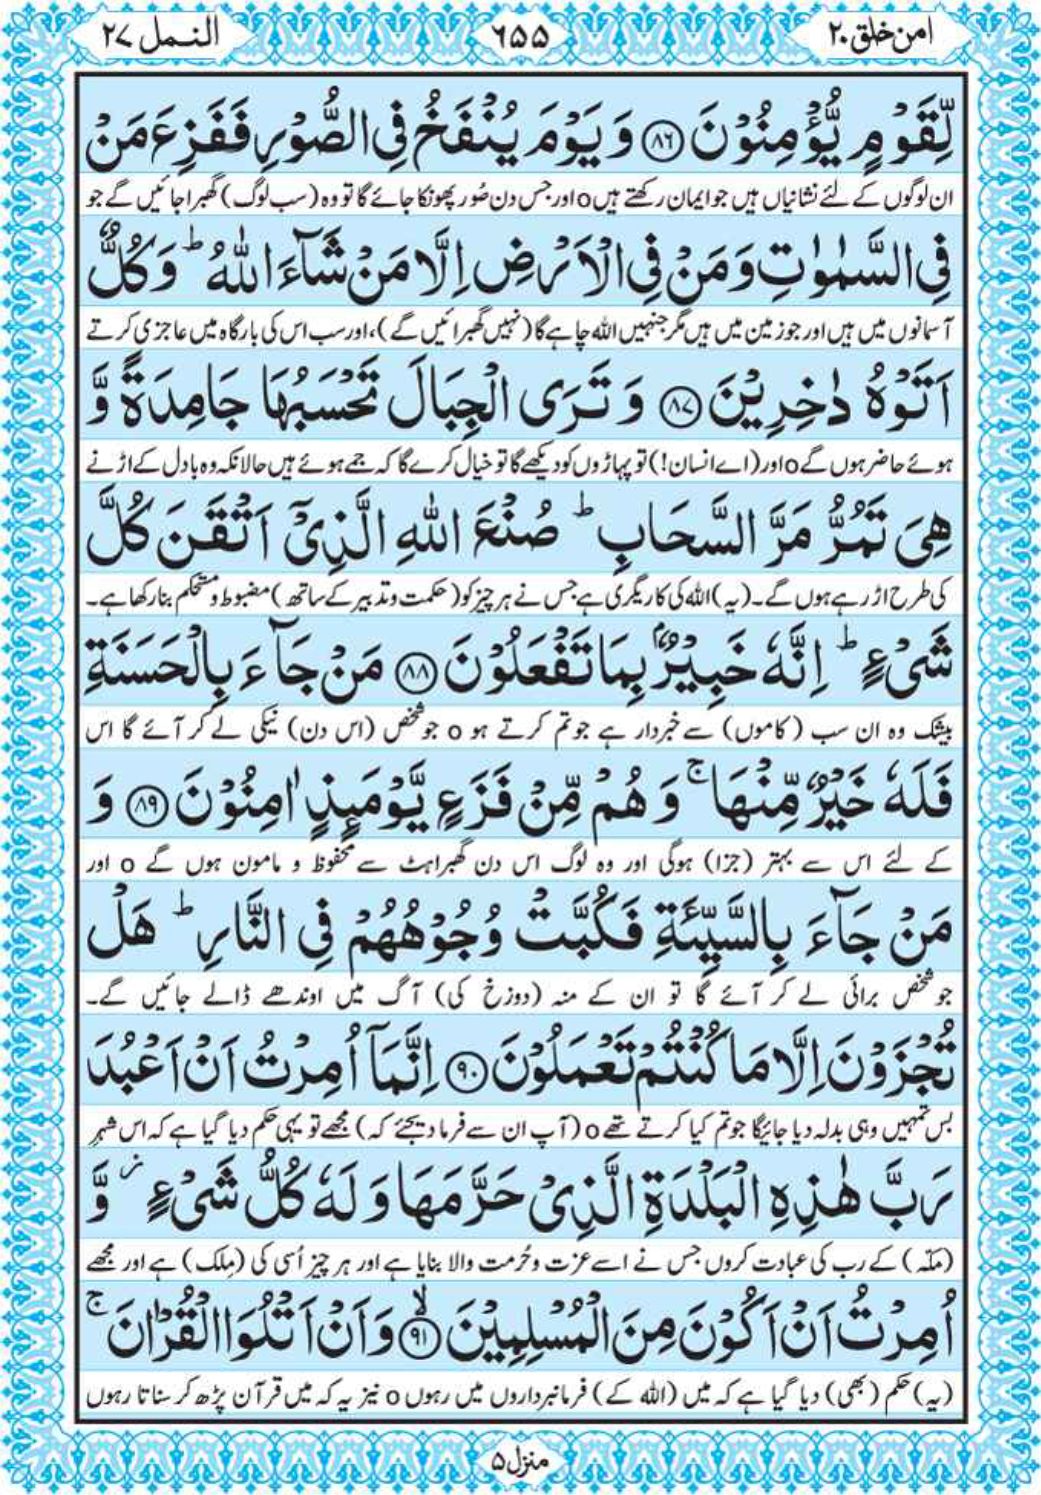 امن خلق ۲۰
٦۵۵
النمل ۲۷
لِّقَوْمٍ يُّؤْمِنُوْنَ ﴿۸۶﴾ وَ يَوْمَ يُنْفَخُ فِي الصُّوْرِ فَفَزِعَ مَنْ
ان لوگوں کے لئے نشانیاں ہیں جو ایمان رکھتے ہیںo اور جس دن صُور پھونکا جائے گا تو وہ (سب لوگ) گھبرا جائیں گے جو
فِي السَّمٰوٰتِ وَ مَنْ فِي الْاَرْضِ اِلَّا مَنْ شَآءَ اللّٰهُ ؕ وَ كُلٌّ
آسمانوں میں ہیں اور جو زمین میں ہیں مگر جنہیں اللہ چاہے گا (نہیں گھبرائیں گے)، اور سب اس کی بارگاہ میں عاجزی کرتے
اَتَوْهُ دٰخِرِيْنَ ﴿۸۷﴾ وَ تَرَى الْجِبَالَ تَحْسَبُهَا جَامِدَةً وَّ
ہوئے حاضر ہوں گےo اور (اے انسان!) تو پہاڑوں کو دیکھے گا تو خیال کرے گا کہ جمے ہوئے ہیں حالانکہ وہ بادل کے اڑنے
هِيَ تَمُرُّ مَرَّ السَّحَابِ ؕ صُنْعَ اللّٰهِ الَّذِيْۤ اَتْقَنَ كُلَّ
کی طرح اڑ رہے ہوں گے۔ (یہ) اللہ کی کاریگری ہے جس نے ہر چیز کو (حکمت و تدبیر کے ساتھ) مضبوط و مستحکم بنا رکھا ہے۔
شَيْءٍ ؕ اِنَّهٗ خَبِيْرٌۢ بِمَا تَفْعَلُوْنَ ﴿۸۸﴾ مَنْ جَآءَ بِالْحَسَنَةِ
بیشک وہ ان سب (کاموں) سے خبردار ہے جو تم کرتے ہو o جو شخص (اس دن) نیکی لے کر آئے گا اس
فَلَهٗ خَيْرٌ مِّنْهَا ۚ وَ هُمْ مِّنْ فَزَعٍ يَّوْمَىِٕذٍ اٰمِنُوْنَ ﴿۸۹﴾ وَ
کے لئے اس سے بہتر (جزا) ہوگی اور وہ لوگ اس دن گھبراہٹ سے محفوظ و مامون ہوں گے o اور
مَنْ جَآءَ بِالسَّيِّئَةِ فَكُبَّتْ وُجُوْهُهُمْ فِي النَّارِ ؕ هَلْ
جو شخص برائی لے کر آئے گا تو ان کے منہ (دوزخ کی) آگ میں اوندھے ڈالے جائیں گے۔
تُجْزَوْنَ اِلَّا مَا كُنْتُمْ تَعْمَلُوْنَ ﴿۹۰﴾ اِنَّمَاۤ اُمِرْتُ اَنْ اَعْبُدَ
بس تمہیں وہی بدلہ دیا جائیگا جو تم کیا کرتے تھےo (آپ ان سے فرما دیجئے کہ) مجھے تو یہی حکم دیا گیا ہے کہ اس شہرِ
رَبَّ هٰذِهِ الْبَلْدَةِ الَّذِيْ حَرَّمَهَا وَ لَهٗ كُلُّ شَيْءٍ ؗ وَّ
(مکّہ) کے رب کی عبادت کروں جس نے اسے عزت و حُرمت والا بنایا ہے اور ہر چیز اُسی کی (مِلک) ہے اور مجھے
اُمِرْتُ اَنْ اَكُوْنَ مِنَ الْمُسْلِمِيْنَ ۙ﴿۹۱﴾ وَ اَنْ اَتْلُوَا الْقُرْاٰنَ ۚ
(یہ) حکم (بھی) دیا گیا ہے کہ میں (اللہ کے) فرمانبرداروں میں رہوں o نیز یہ کہ میں قرآن پڑھ کر سناتا رہوں
منزل ۵